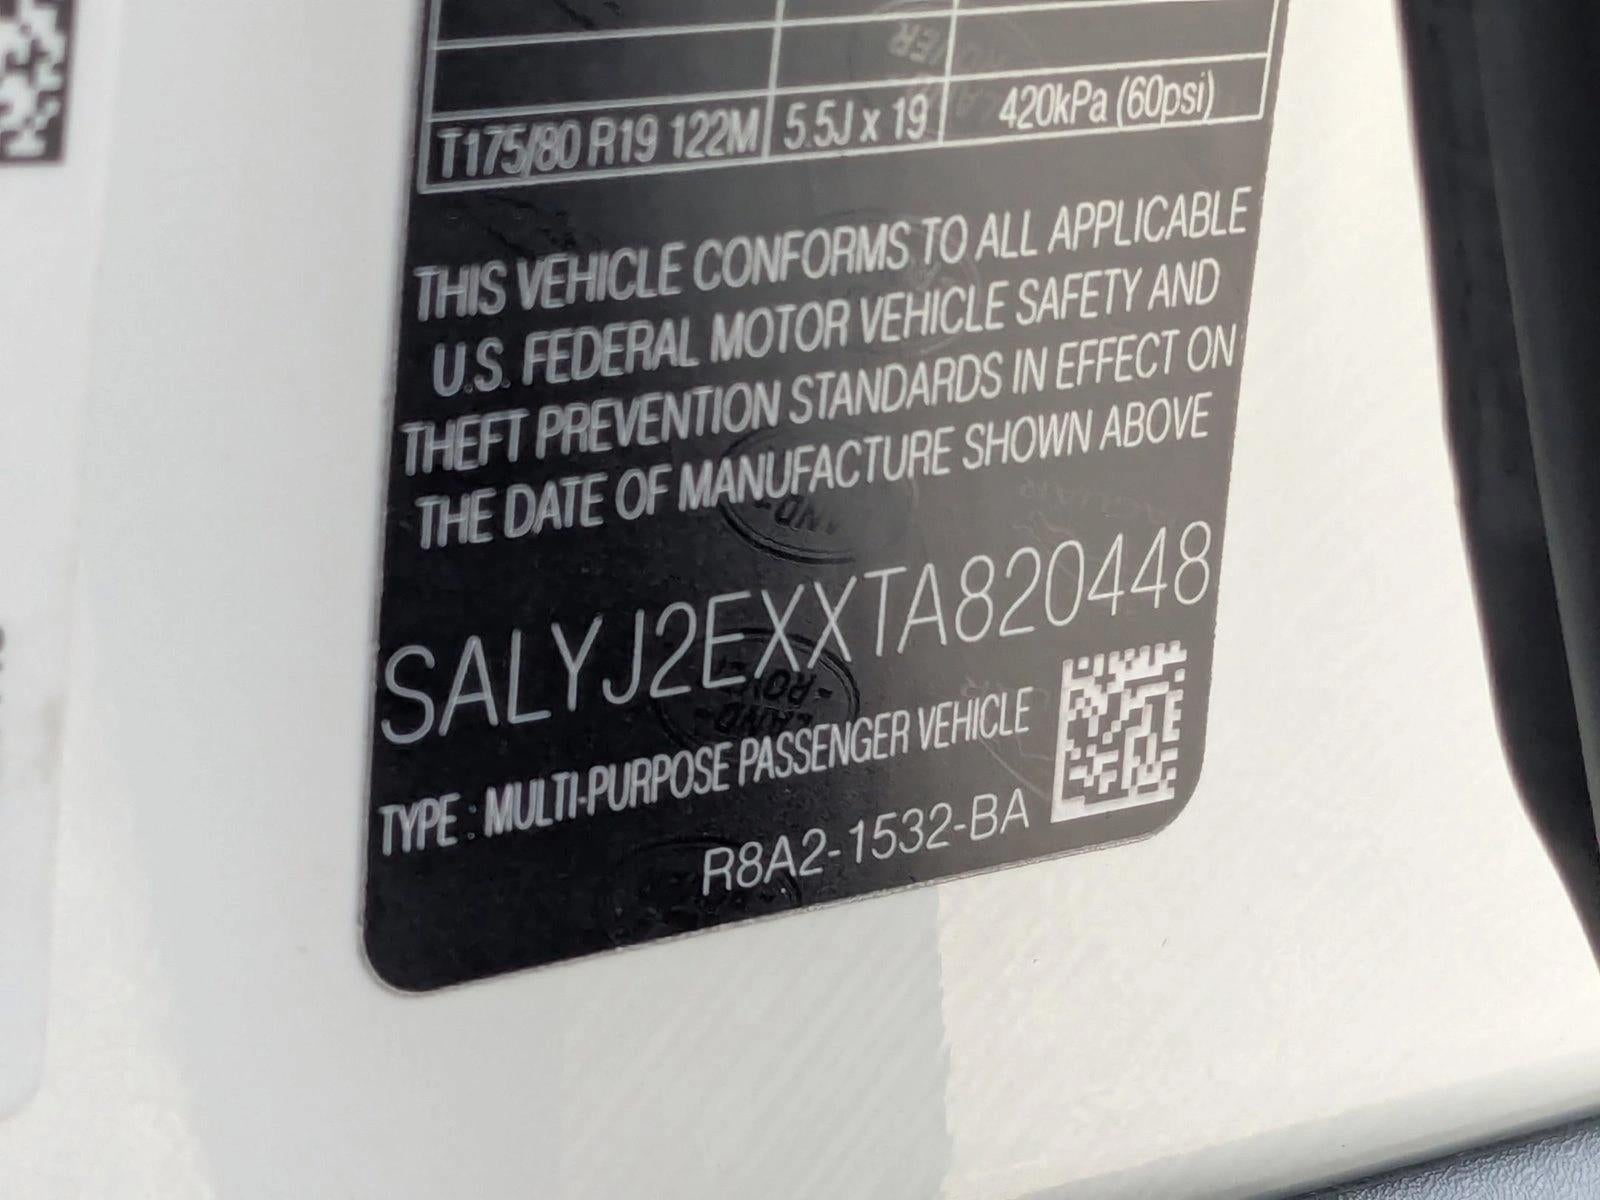 T175/80 R19 122M 5.5J x 19 420kPa (60psi)
THIS VEHICLE CONFORMS TO ALL APPLICABLE
U.S. FEDERAL MOTOR VEHICLE SAFETY AND
THEFT PREVENTION STANDARDS IN EFFECT ON
THE DATE OF MANUFACTURE SHOWN ABOVE
SALYJ2EXXTA820448
TYPE : MULTI-PURPOSE PASSENGER VEHICLE
R8A2-1532-BA